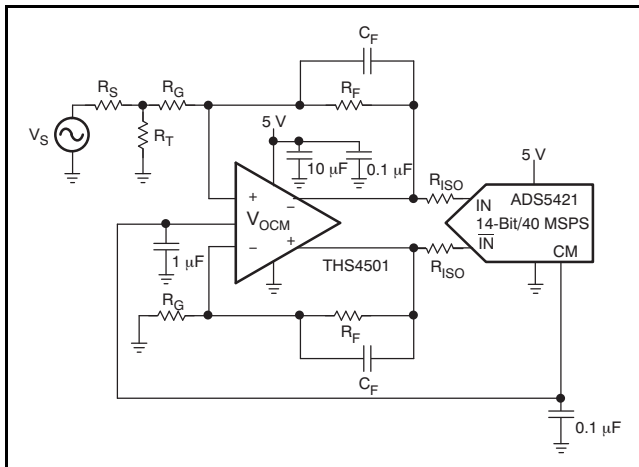 C_F
R_S
R_G
R_F
V_S
R_T
5 V
10 µF
0.1 µF
5 V
R_ISO
IN
ADS5421
14-Bit/40 MSPS
I̅N̅
CM
+
−
V_OCM
−
+
1 µF
THS4501
R_ISO
R_G
R_F
C_F
0.1 µF